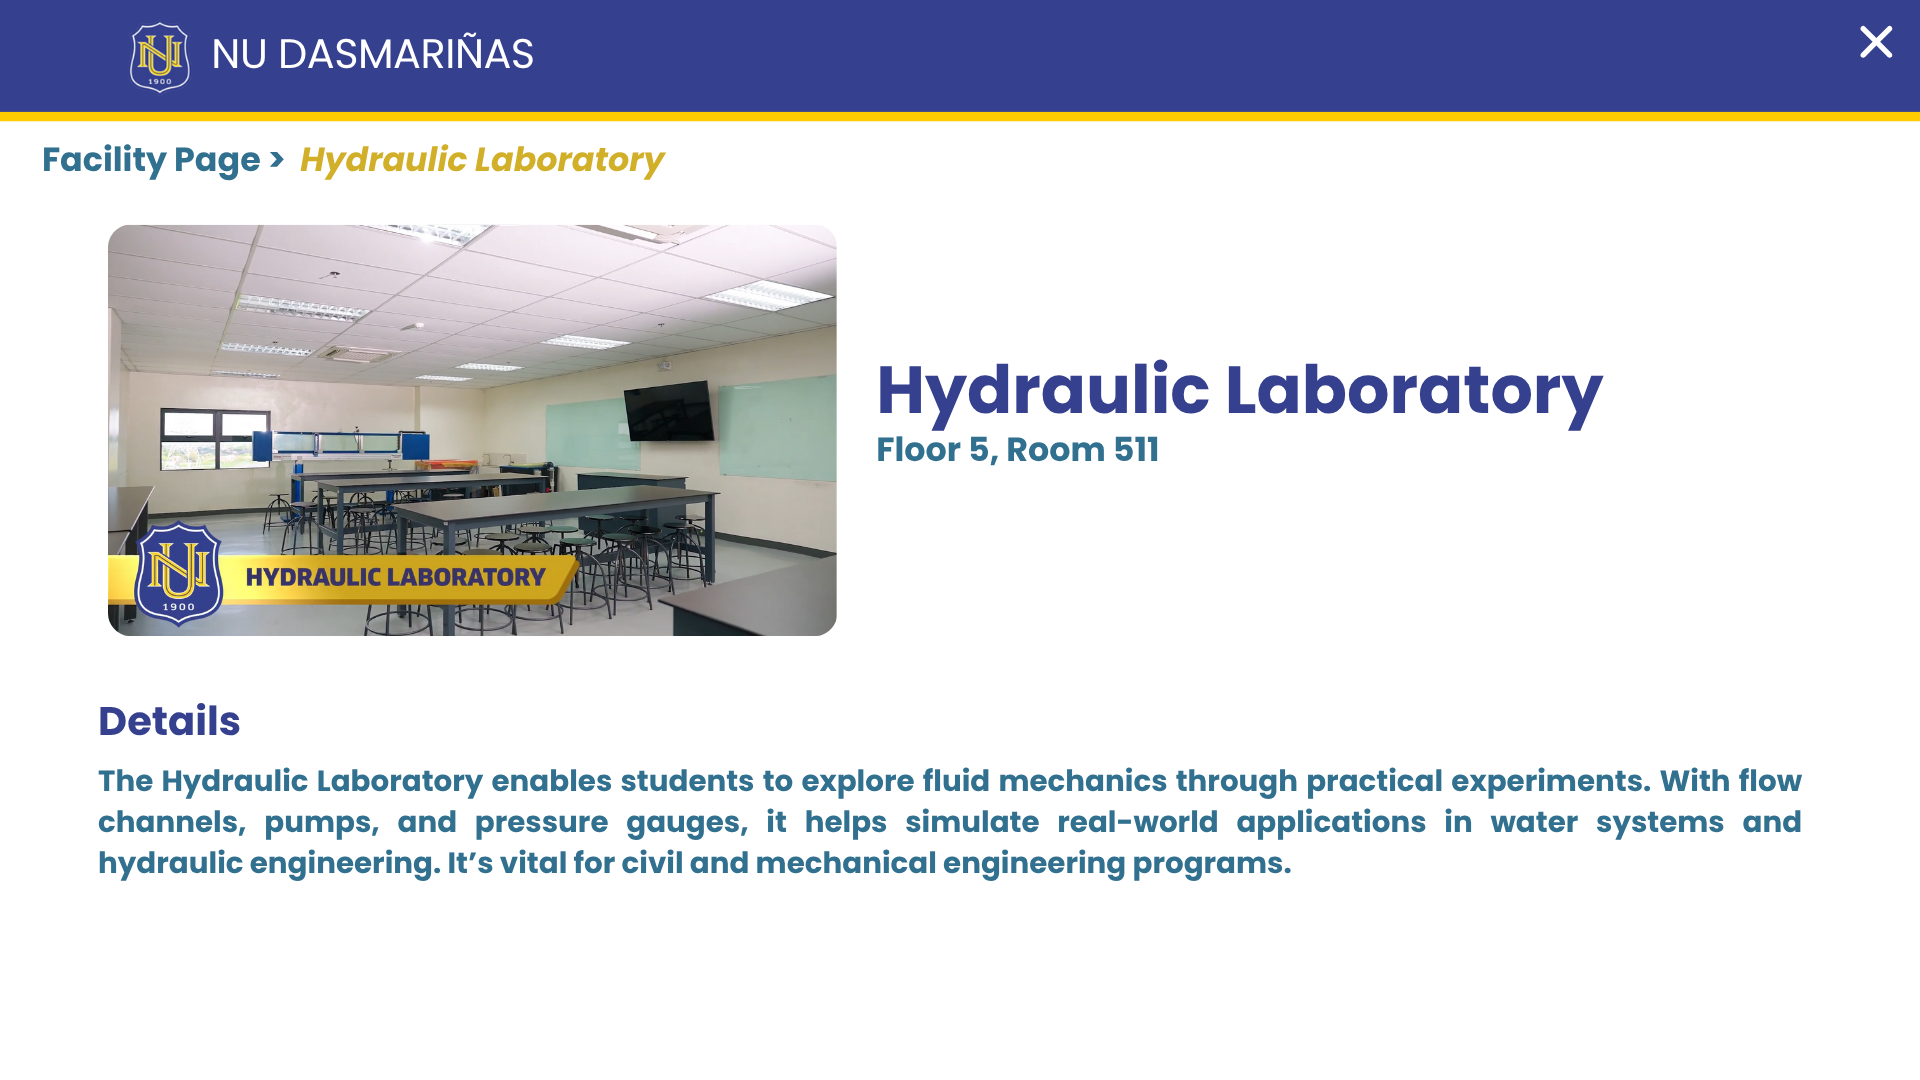 NU
1900
NU DASMARIÑAS
Facility Page > Hydraulic Laboratory
NU
1900
HYDRAULIC LABORATORY
Hydraulic Laboratory
Floor 5, Room 511
Details
The Hydraulic Laboratory enables students to explore fluid mechanics through practical experiments. With flow
channels, pumps, and pressure gauges, it helps simulate real-world applications in water systems and
hydraulic engineering. It’s vital for civil and mechanical engineering programs.